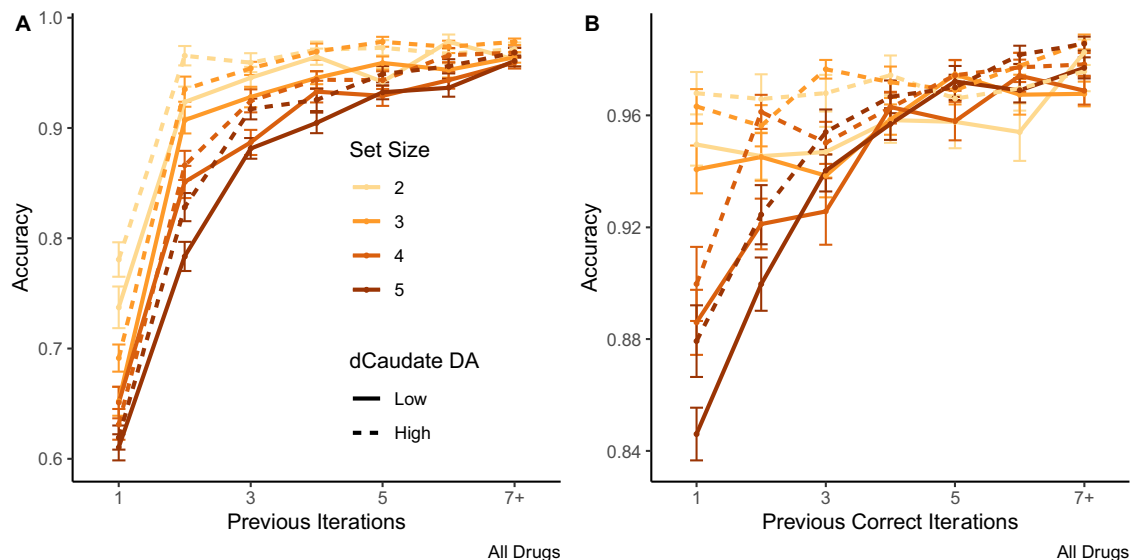 A
1.0
0.9
0.8
0.7
0.6
Accuracy
1
3
5
7+
Previous Iterations
All Drugs
Set Size
2
3
4
5
dCaudate DA
Low
High
B
0.96
0.92
0.88
0.84
Accuracy
1
3
5
7+
Previous Correct Iterations
All Drugs